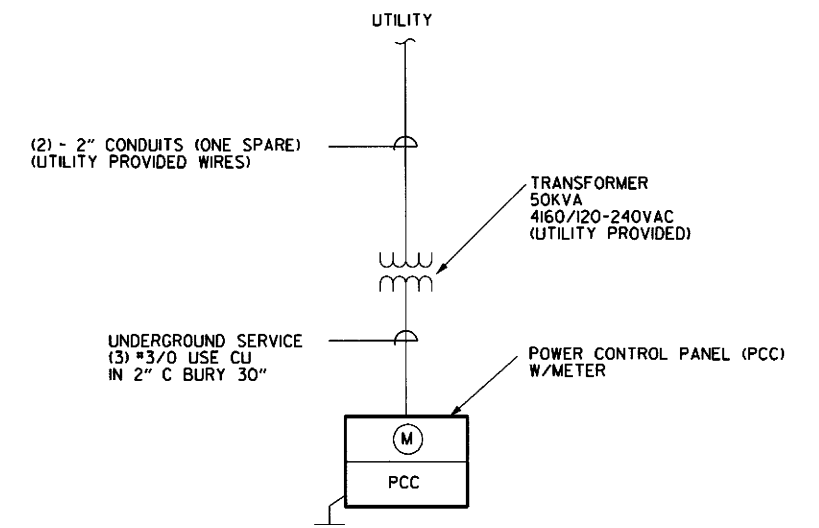 UTILITY
(2) - 2" CONDUITS (ONE SPARE)
(UTILITY PROVIDED WIRES)
TRANSFORMER
50KVA
4160/120-240VAC
(UTILITY PROVIDED)
UNDERGROUND SERVICE
(3) #3/0 USE CU
IN 2" C BURY 30"
POWER CONTROL PANEL (PCC)
W/METER
M
PCC